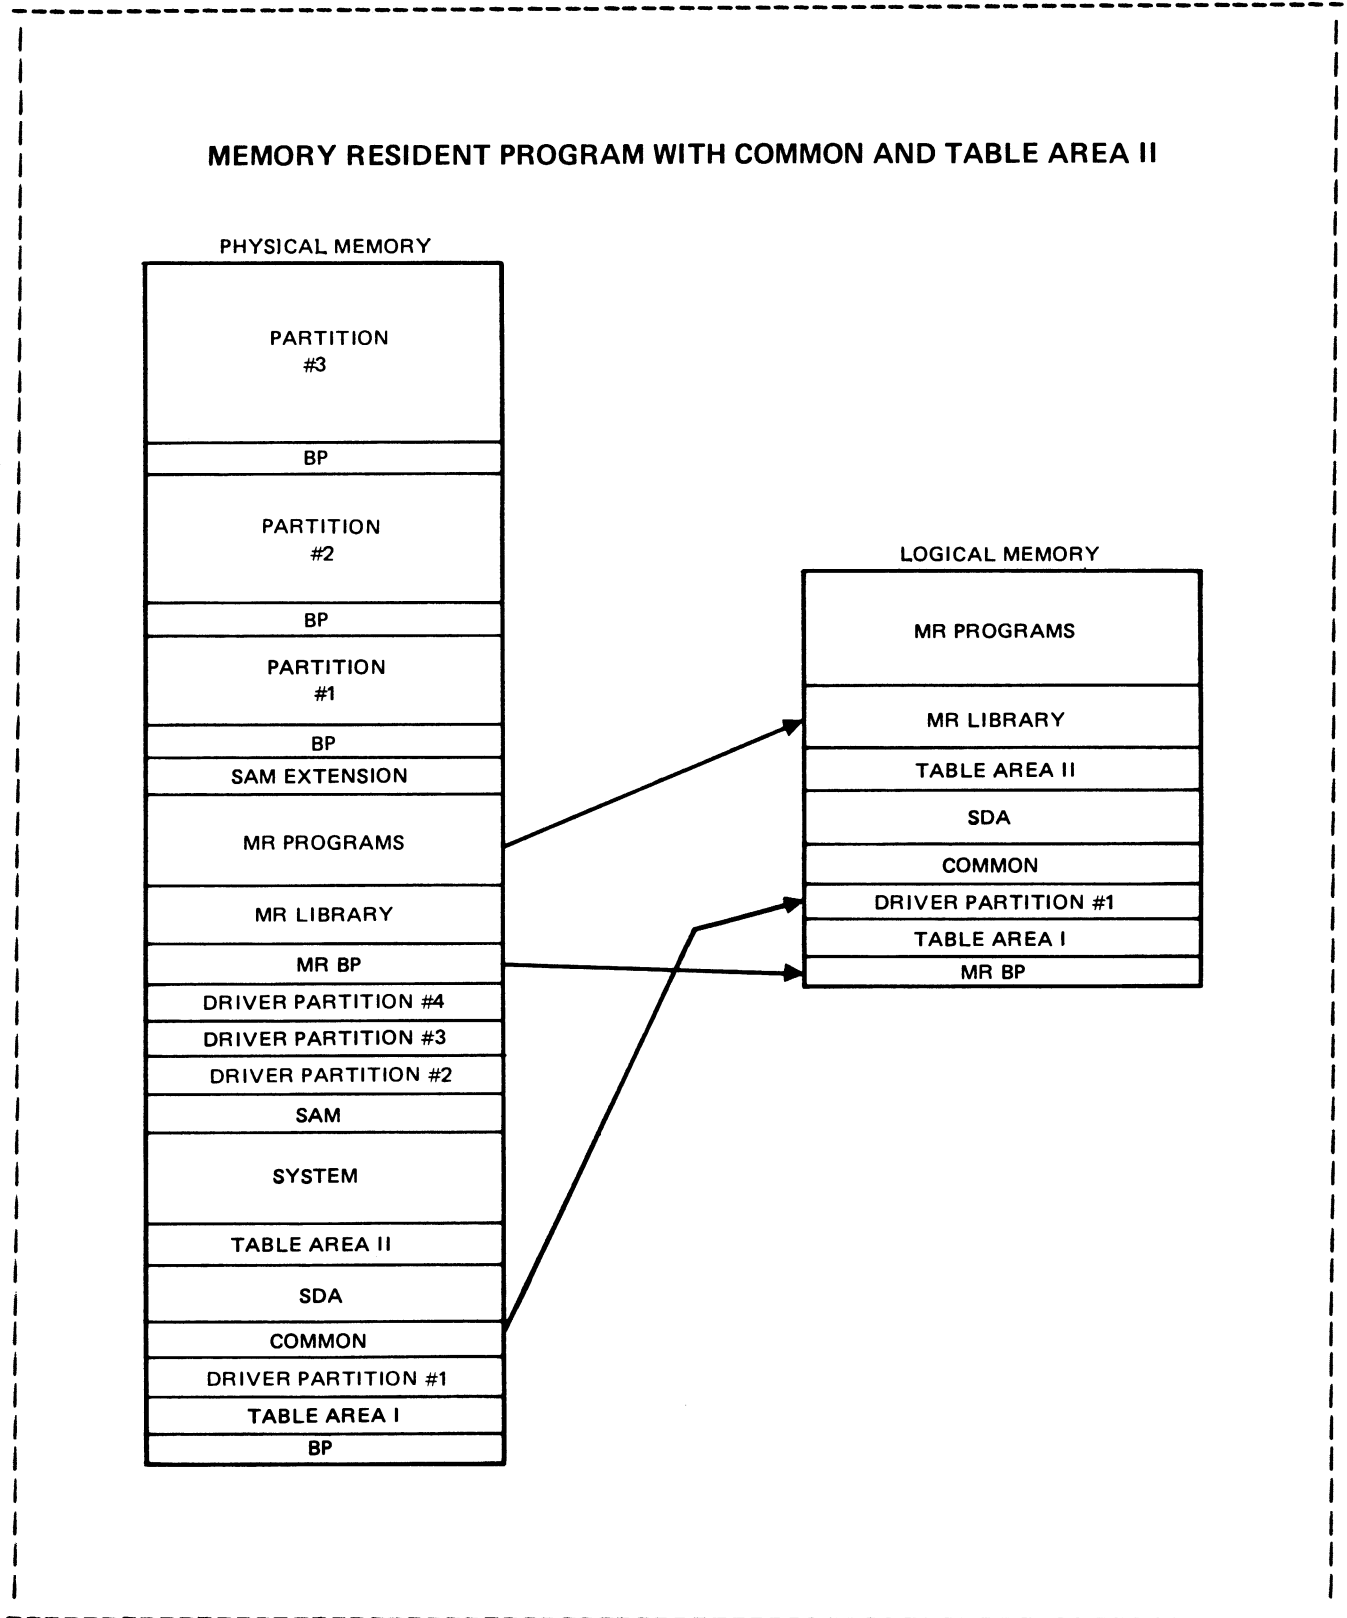 MEMORY RESIDENT PROGRAM WITH COMMON AND TABLE AREA II
PHYSICAL MEMORY
PARTITION
#3
BP
PARTITION
#2
BP
PARTITION
#1
BP
SAM EXTENSION
MR PROGRAMS
MR LIBRARY
MR BP
DRIVER PARTITION #4
DRIVER PARTITION #3
DRIVER PARTITION #2
SAM
SYSTEM
TABLE AREA II
SDA
COMMON
DRIVER PARTITION #1
TABLE AREA I
BP
LOGICAL MEMORY
MR PROGRAMS
MR LIBRARY
TABLE AREA II
SDA
COMMON
DRIVER PARTITION #1
TABLE AREA I
MR BP